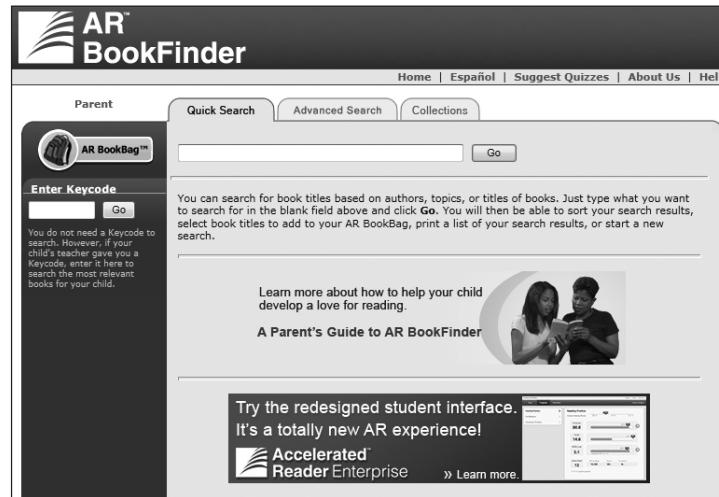 AR™
BookFinder
Home | Español | Suggest Quizzes | About Us | Hel
Parent
Quick Search
Advanced Search
Collections
AR BookBag™
Go
Enter Keycode
Go
You do not need a Keycode to
search. However, if your
child's teacher gave you a
Keycode, enter it here to
search the most relevant
books for your child.
You can search for book titles based on authors, topics, or titles of books. Just type what you want
to search for in the blank field above and click Go. You will then be able to sort your search results,
select book titles to add to your AR BookBag, print a list of your search results, or start a new
search.
Learn more about how to help your child
develop a love for reading.
A Parent's Guide to AR BookFinder
Try the redesigned student interface.
It's a totally new AR experience!
Accelerated
Reader Enterprise
» Learn more.